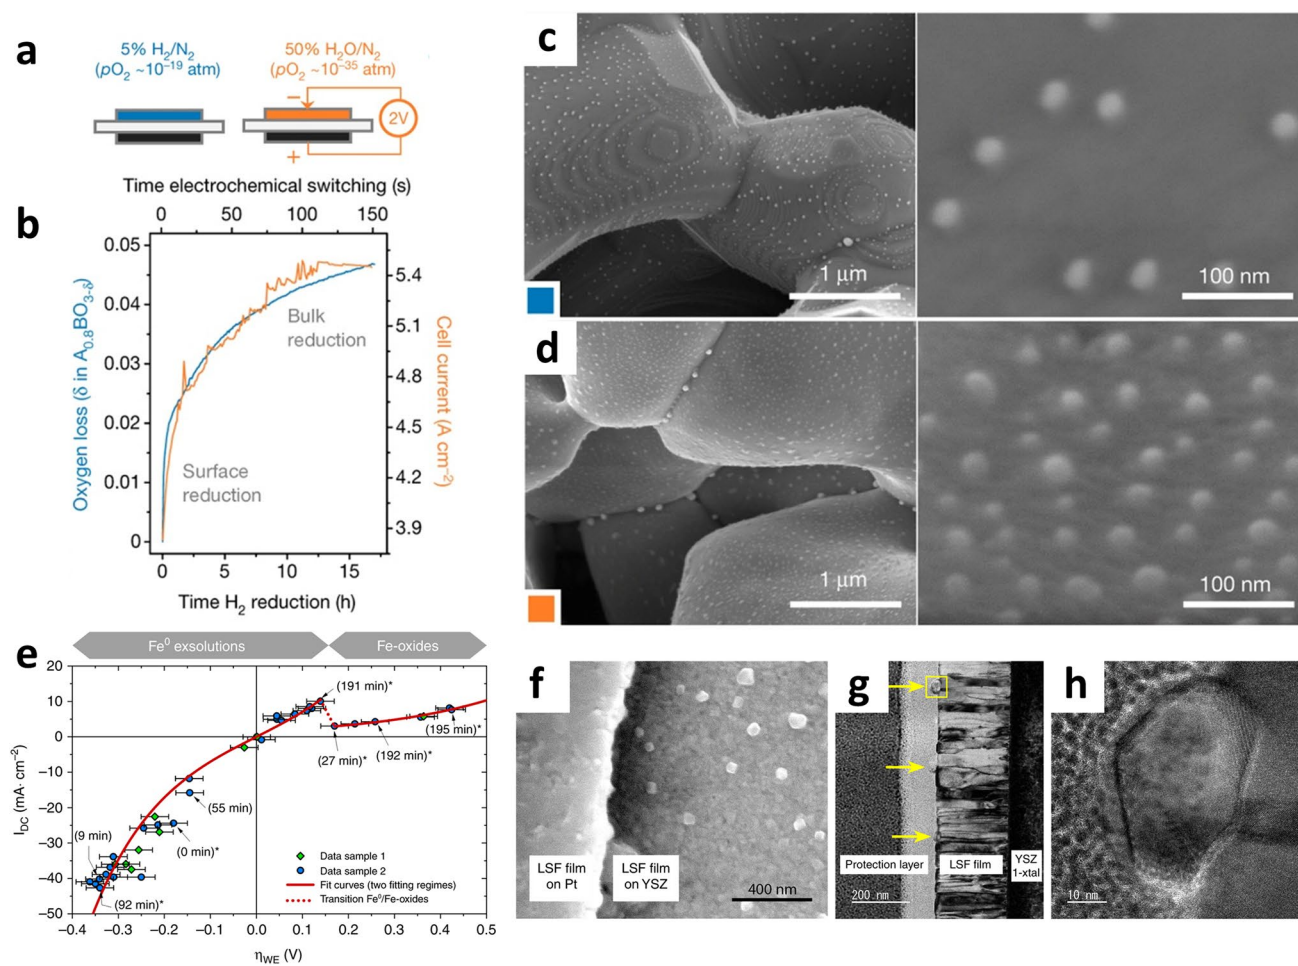 a
5% H₂/N₂
(pO₂ ~10⁻¹⁹ atm)
50% H₂O/N₂
(pO₂ ~10⁻³⁵ atm)
−
2V
+
Time electrochemical switching (s)
0 50 100 150
b
0.05
0.04
0.03
0.02
0.01
0
Oxygen loss (δ in A₀.₈BO₃₋δ)
Bulk
reduction
Surface
reduction
5.4
5.1
4.8
4.5
4.2
3.9
Cell current (A cm⁻²)
0 5 10 15
Time H₂ reduction (h)
c
1 μm
100 nm
d
1 μm
100 nm
Fe⁰ exsolutions
Fe-oxides
e
20
10
0
−10
−20
−30
−40
−50
I_DC (mA· cm⁻²)
(191 min)*
(27 min)*
(192 min)*
(195 min)*
(55 min)
(9 min)
(0 min)*
(92 min)*
Data sample 1
Data sample 2
Fit curves (two fitting regimes)
Transition Fe⁰/Fe-oxides
−0.4 −0.3 −0.2 −0.1 0.0 0.1 0.2 0.3 0.4 0.5
η_WE (V)
f
LSF film
on Pt
LSF film
on YSZ
400 nm
g
Protection layer
LSF film
YSZ
1-xtal
200 nm
h
10 nm